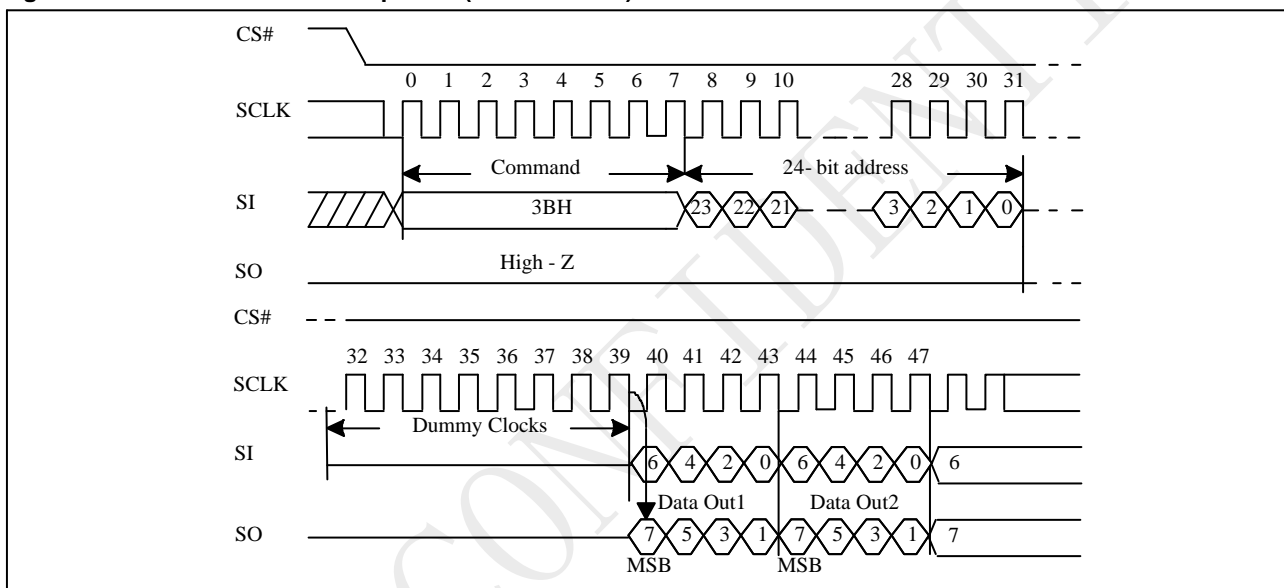 CS#
0 1 2 3 4 5 6 7 8 9 10 28 29 30 31
SCLK
Command 24- bit address
SI 3BH 23 22 21 3 2 1 0
High - Z
SO
CS#
32 33 34 35 36 37 38 39 40 41 42 43 44 45 46 47
SCLK
Dummy Clocks
SI 6 4 2 0 6 4 2 0 6
Data Out1 Data Out2
SO 7 5 3 1 7 5 3 1 7
MSB MSB